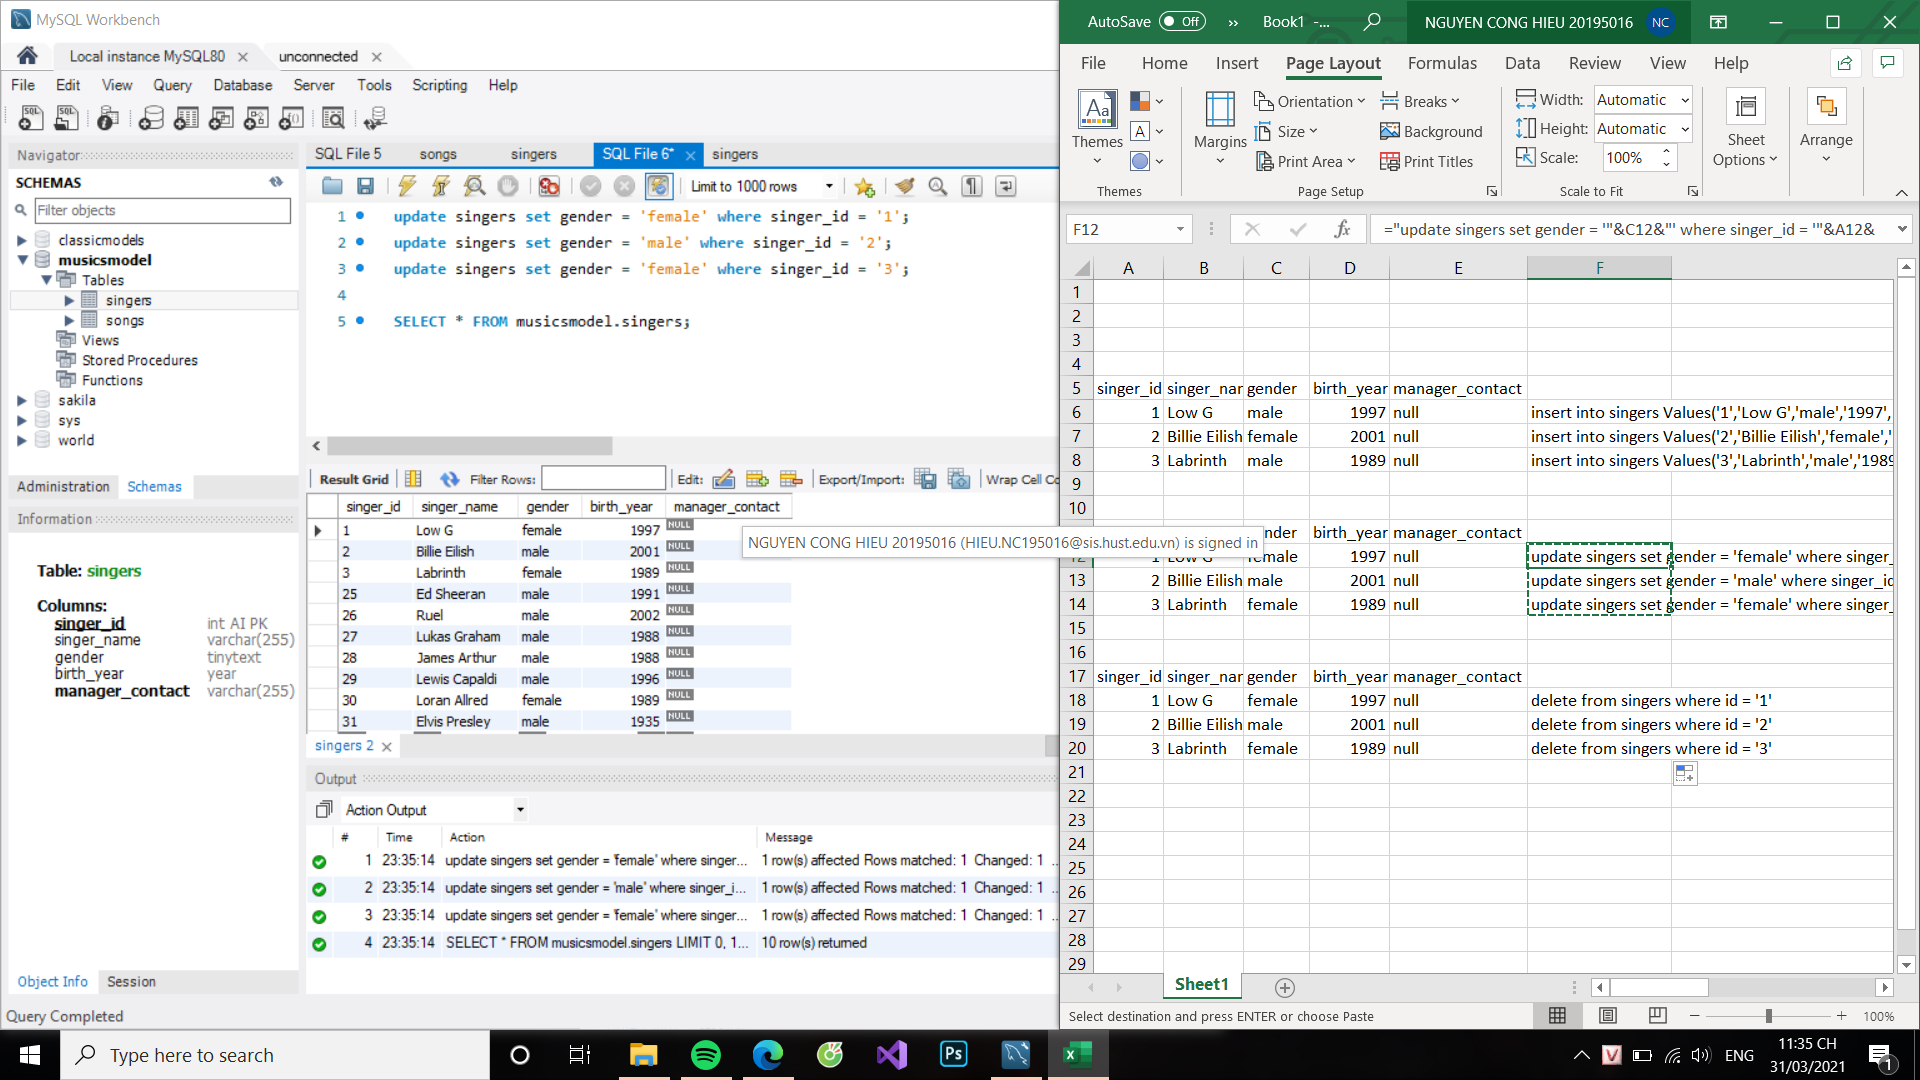 MySQL Workbench
Local instance MySQL80
unconnected
File Edit View Query Database Server Tools Scripting Help
Navigator
SCHEMAS
Filter objects
classicmodels
musicsmodel
Tables
singers
songs
Views
Stored Procedures
Functions
sakila
sys
world
Administration Schemas
Information
Table: singers
Columns:
singer_id int AI PK
singer_name varchar(255)
gender tinytext
birth_year year
manager_contact varchar(255)
Object Info Session
Query Completed
SQL File 5 songs singers SQL File 6* singers
Limit to 1000 rows
1 update singers set gender = 'female' where singer_id = '1';
2 update singers set gender = 'male' where singer_id = '2';
3 update singers set gender = 'female' where singer_id = '3';
4
5 SELECT * FROM musicsmodel.singers;
Result Grid Filter Rows: Edit: Export/Import: Wrap Cell Co
singer_id singer_name gender birth_year manager_contact
1 Low G female 1997 NULL
2 Billie Eilish male 2001 NULL
3 Labrinth female 1989 NULL
25 Ed Sheeran male 1991 NULL
26 Ruel male 2002 NULL
27 Lukas Graham male 1988 NULL
28 James Arthur male 1988 NULL
29 Lewis Capaldi male 1996 NULL
30 Loran Allred female 1989 NULL
31 Elvis Presley male 1935 NULL
singers 2
Output
Action Output
# Time Action Message
1 23:35:14 update singers set gender = 'female' where singer... 1 row(s) affected Rows matched: 1 Changed: 1 ..
2 23:35:14 update singers set gender = 'male' where singer_i... 1 row(s) affected Rows matched: 1 Changed: 1 ..
3 23:35:14 update singers set gender = 'female' where singer... 1 row(s) affected Rows matched: 1 Changed: 1 ..
4 23:35:14 SELECT * FROM musicsmodel.singers LIMIT 0, 1... 10 row(s) returned
AutoSave Off Book1 -... NGUYEN CONG HIEU 20195016 NC
File Home Insert Page Layout Formulas Data Review View Help
Themes
Margins
Orientation
Size
Print Area
Breaks
Background
Print Titles
Width: Automatic
Height: Automatic
Scale: 100%
Sheet Options
Arrange
Themes Page Setup Scale to Fit
F12 fx ="update singers set gender = '"&C12&"' where singer_id = '"&A12&
A B C D E F
1
2
3
4
5 singer_id singer_nar gender birth_year manager_contact
6 1 Low G male 1997 null insert into singers Values('1','Low G','male','1997',
7 2 Billie Eilish female 2001 null insert into singers Values('2','Billie Eilish','female','
8 3 Labrinth male 1989 null insert into singers Values('3','Labrinth','male','1989
9
10
ender birth_year manager_contact
NGUYEN CONG HIEU 20195016 (HIEU.NC195016@sis.hust.edu.vn) is signed in
12 1 Low G female 1997 null update singers set gender = 'female' where singer_
13 2 Billie Eilish male 2001 null update singers set gender = 'male' where singer_id
14 3 Labrinth female 1989 null update singers set gender = 'female' where singer_
15
16
17 singer_id singer_nar gender birth_year manager_contact
18 1 Low G female 1997 null delete from singers where id = '1'
19 2 Billie Eilish male 2001 null delete from singers where id = '2'
20 3 Labrinth female 1989 null delete from singers where id = '3'
21
22
23
24
25
26
27
28
29
Sheet1
Select destination and press ENTER or choose Paste
100%
Type here to search
Ps
V
ENG
11:35 CH
31/03/2021
1